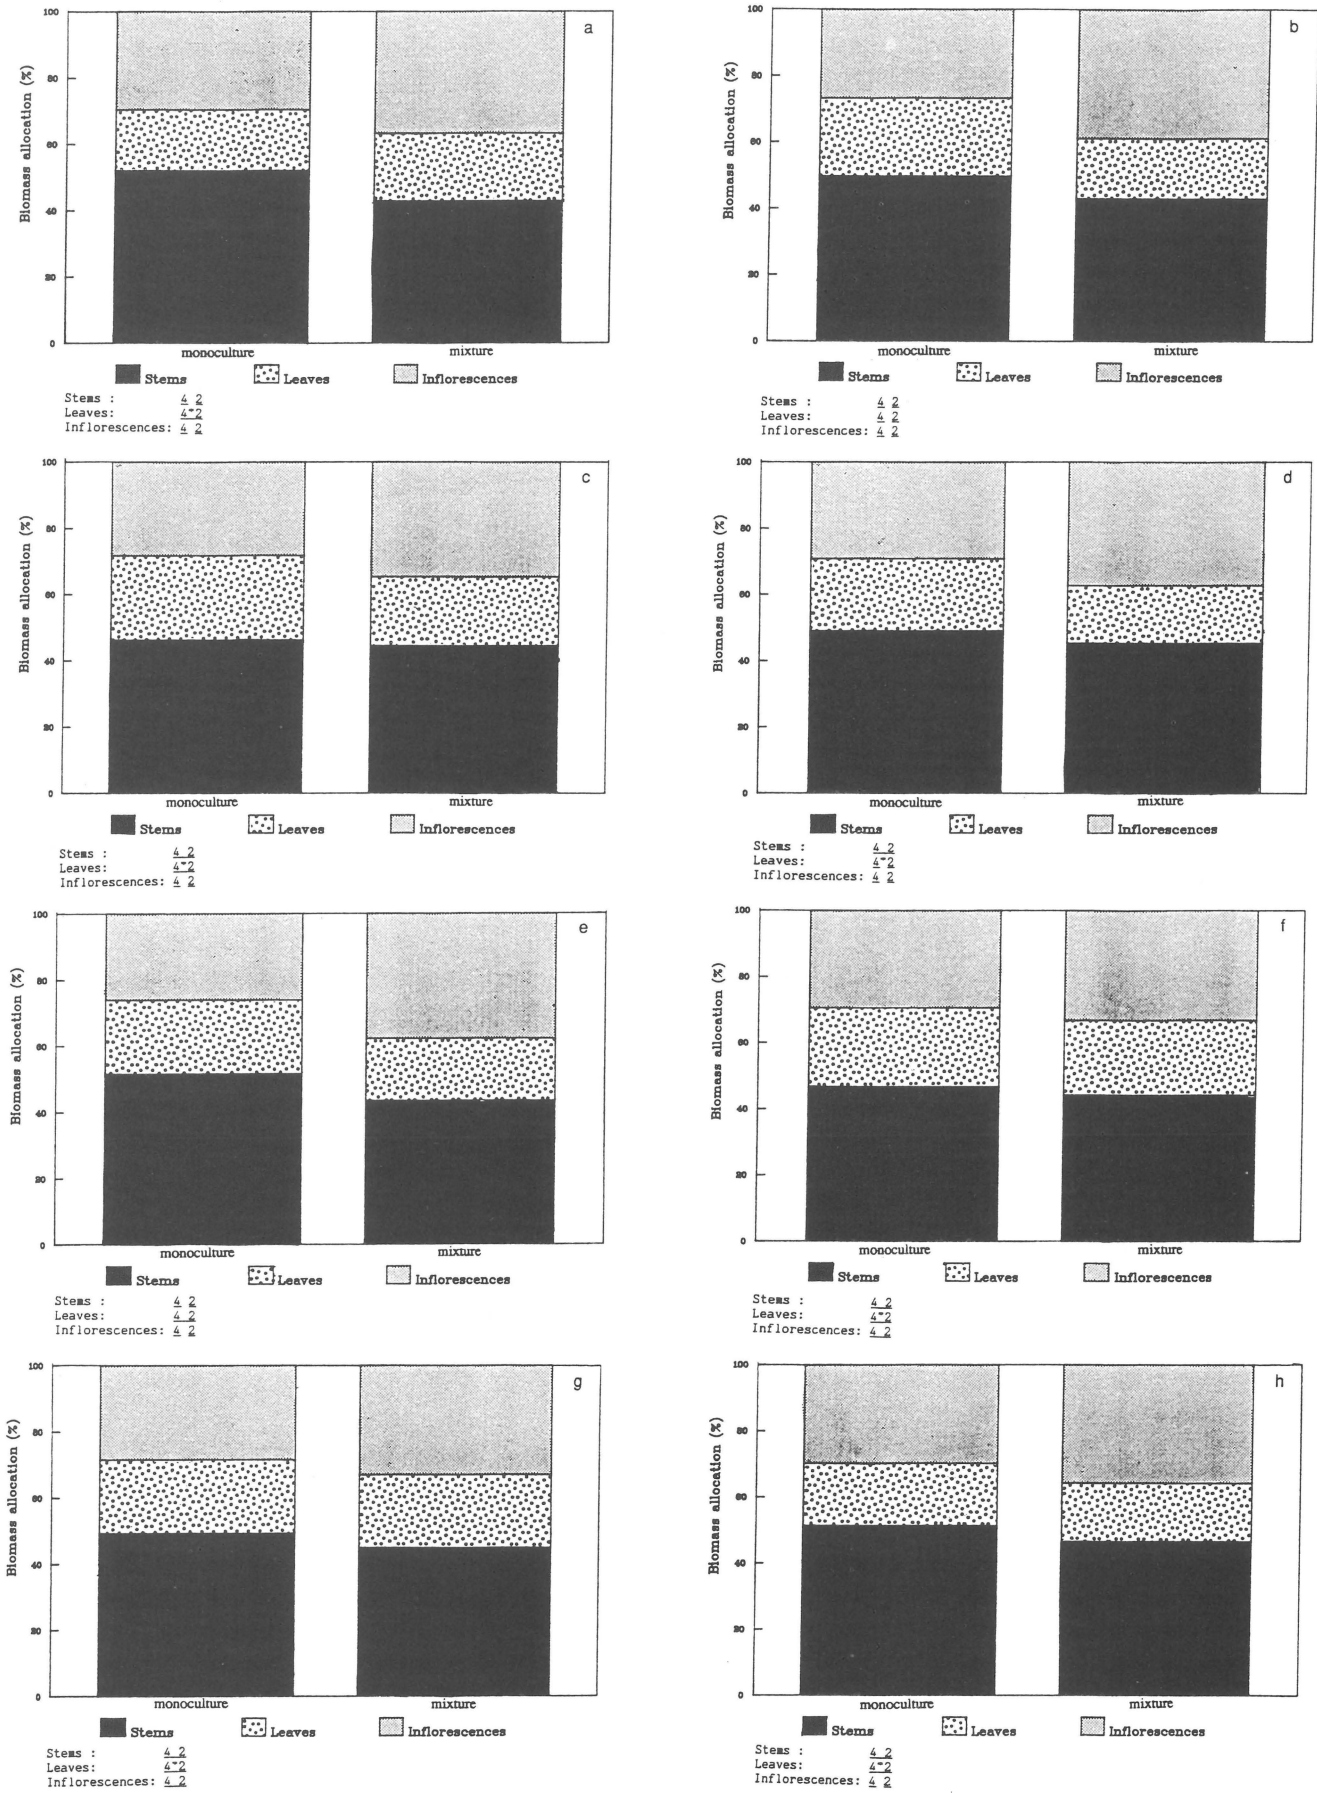 a
Biomass allocation (%)
100
80
60
40
20
0
monoculture mixture
Stems Leaves Inflorescences
Stems : 4 2
Leaves: 4 2
Inflorescences: 4 2
b
Biomass allocation (%)
100
80
60
40
20
0
monoculture mixture
Stems Leaves Inflorescences
Stems : 4 2
Leaves: 4 2
Inflorescences: 4 2
c
Biomass allocation (%)
100
80
60
40
20
0
monoculture mixture
Stems Leaves Inflorescences
Stems : 4 2
Leaves: 4 2
Inflorescences: 4 2
d
Biomass allocation (%)
100
80
60
40
20
0
monoculture mixture
Stems Leaves Inflorescences
Stems : 4 2
Leaves: 4 2
Inflorescences: 4 2
e
Biomass allocation (%)
100
80
60
40
20
0
monoculture mixture
Stems Leaves Inflorescences
Stems : 4 2
Leaves: 4 2
Inflorescences: 4 2
f
Biomass allocation (%)
100
80
60
40
20
0
monoculture mixture
Stems Leaves Inflorescences
Stems : 4 2
Leaves: 4 2
Inflorescences: 4 2
g
Biomass allocation (%)
100
80
60
40
20
0
monoculture mixture
Stems Leaves Inflorescences
Stems : 4 2
Leaves: 4 2
Inflorescences: 4 2
h
Biomass allocation (%)
100
80
60
40
20
0
monoculture mixture
Stems Leaves Inflorescences
Stems : 4 2
Leaves: 4 2
Inflorescences: 4 2